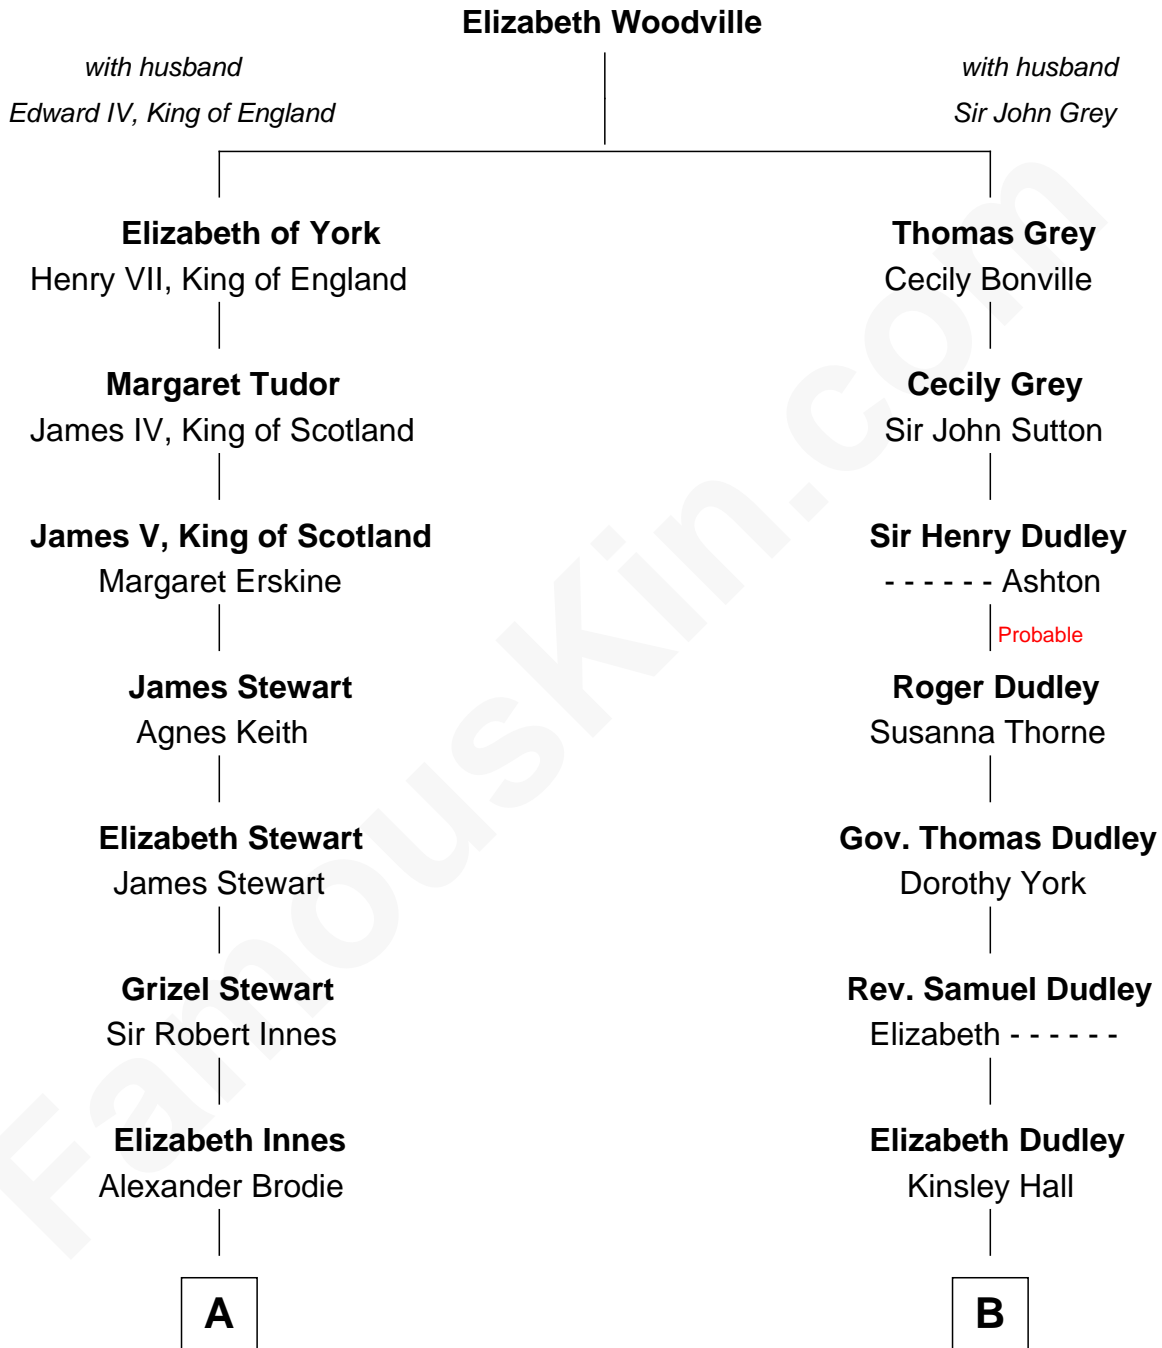 Elizabeth Woodville
with husband
Edward IV, King of England
with husband
Sir John Grey
Elizabeth of York
Henry VII, King of England
Thomas Grey
Cecily Bonville
Margaret Tudor
James IV, King of Scotland
Cecily Grey
Sir John Sutton
James V, King of Scotland
Margaret Erskine
Sir Henry Dudley
- - - - - - Ashton
Probable
James Stewart
Agnes Keith
Roger Dudley
Susanna Thorne
Elizabeth Stewart
James Stewart
Gov. Thomas Dudley
Dorothy York
Grizel Stewart
Sir Robert Innes
Rev. Samuel Dudley
Elizabeth - - - - - -
Elizabeth Innes
Alexander Brodie
Elizabeth Dudley
Kinsley Hall
A
B
FamousKin.com